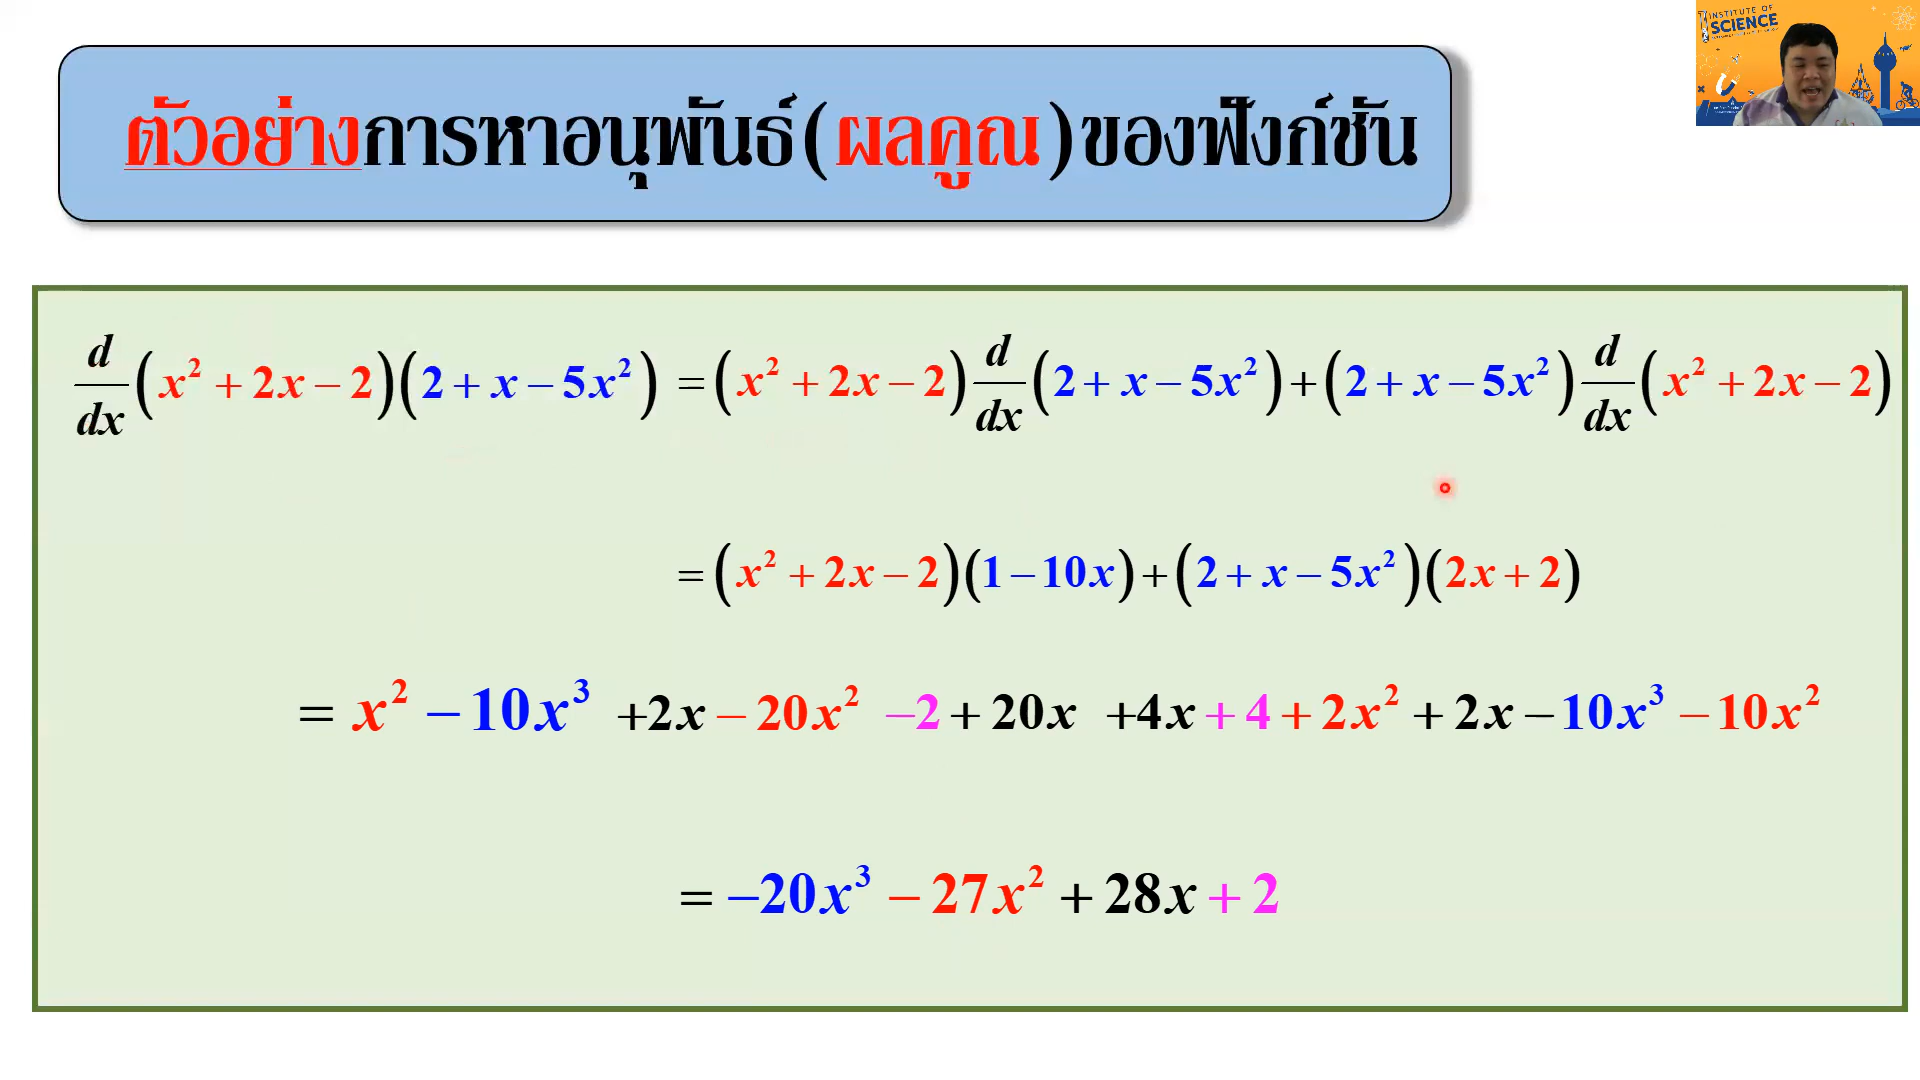 INSTITUTE OF
SCIENCE
ตัวอย่างการหาอนุพันธ์(ผลคูณ)ของฟังก์ชัน
d/dx (x² + 2x − 2)(2 + x − 5x²) = (x² + 2x − 2) d/dx (2 + x − 5x²) + (2 + x − 5x²) d/dx (x² + 2x − 2)
= (x² + 2x − 2)(1 − 10x) + (2 + x − 5x²)(2x + 2)
= x² − 10x³ + 2x − 20x² − 2 + 20x + 4x + 4 + 2x² + 2x − 10x³ − 10x²
= −20x³ − 27x² + 28x + 2